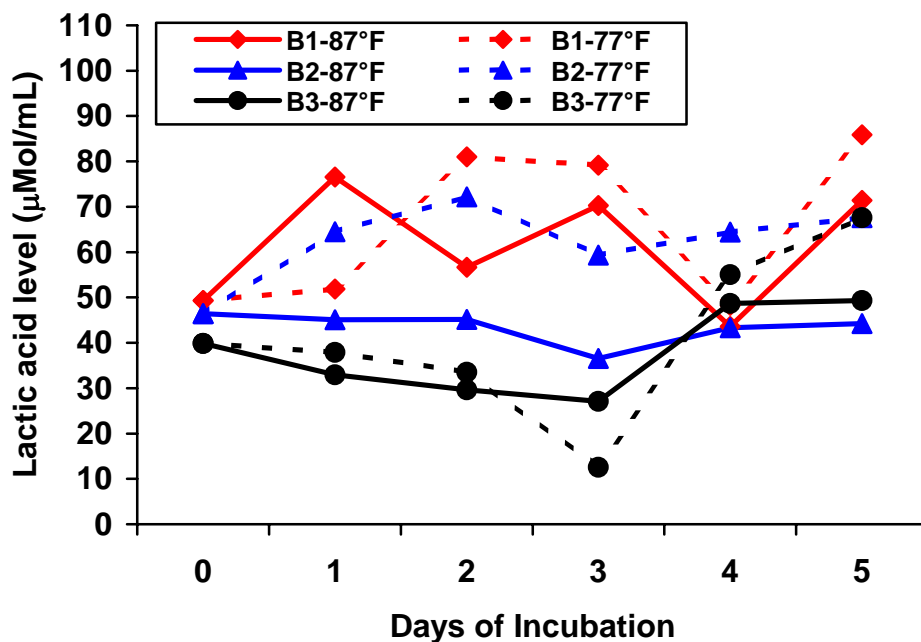 110
100
90
80
70
60
50
40
30
20
10
0
Lactic acid level (μMol/mL)
B1-87°F B1-77°F
B2-87°F B2-77°F
B3-87°F B3-77°F
0 1 2 3 4 5
Days of Incubation